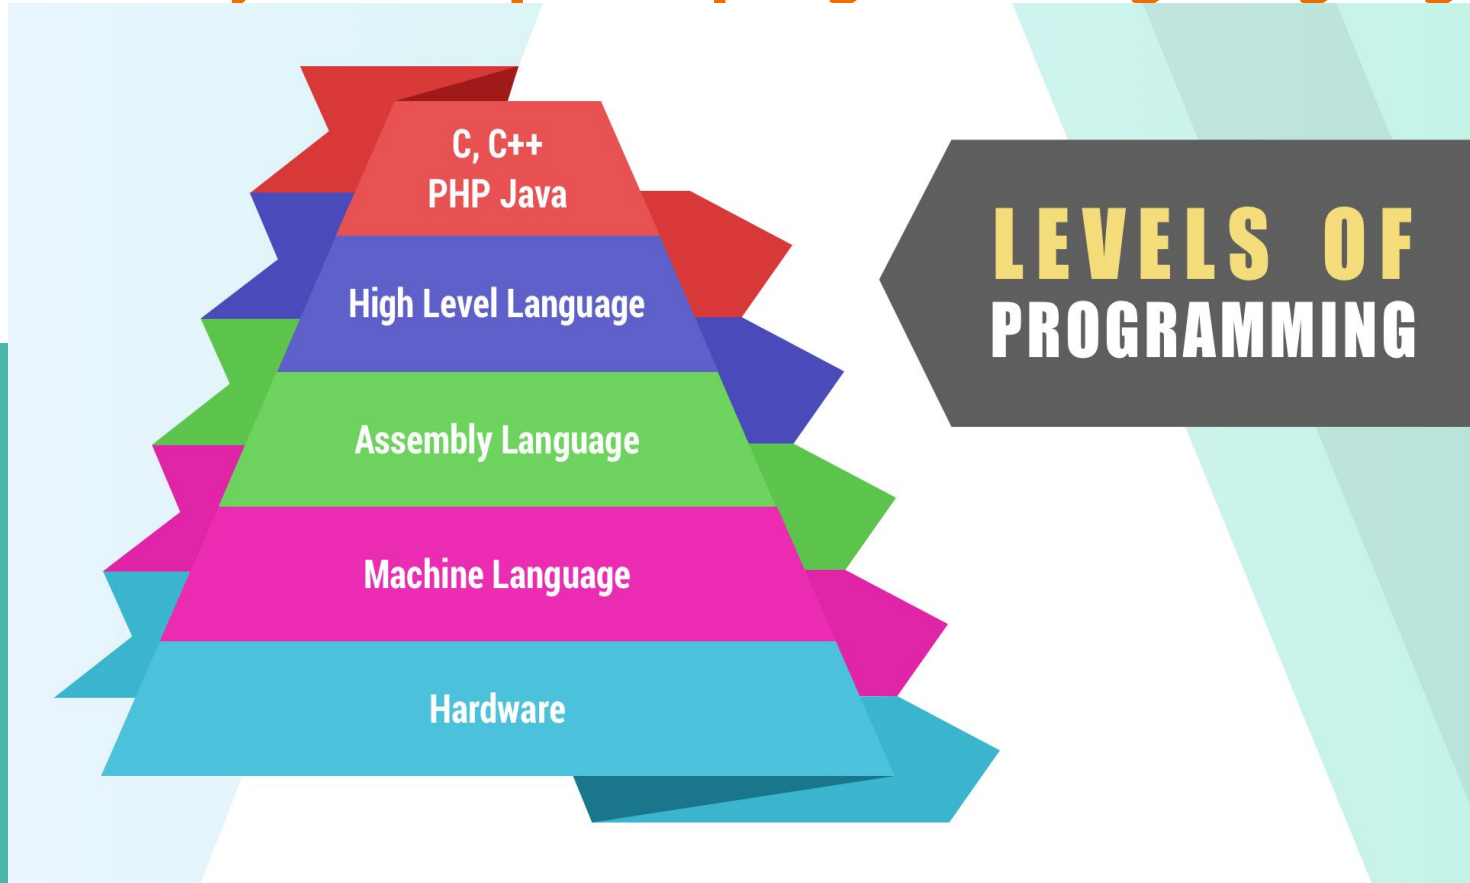 C, C++
PHP Java
High Level Language
Assembly Language
Machine Language
Hardware
LEVELS OF
PROGRAMMING